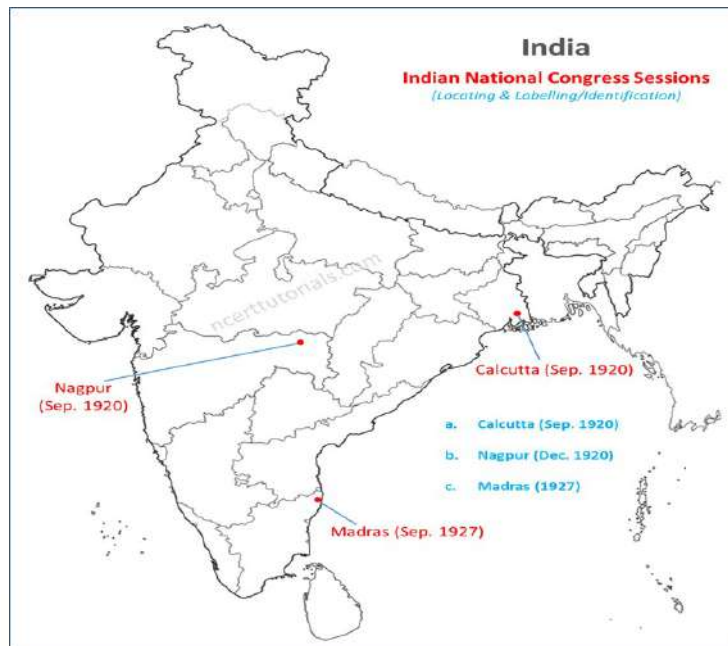 India
Indian National Congress Sessions
(Locating & Labelling/Identification)
ncerttutorials.com
Nagpur
(Sep. 1920)
Calcutta (Sep. 1920)
a. Calcutta (Sep. 1920)
b. Nagpur (Dec. 1920)
c. Madras (1927)
Madras (Sep. 1927)